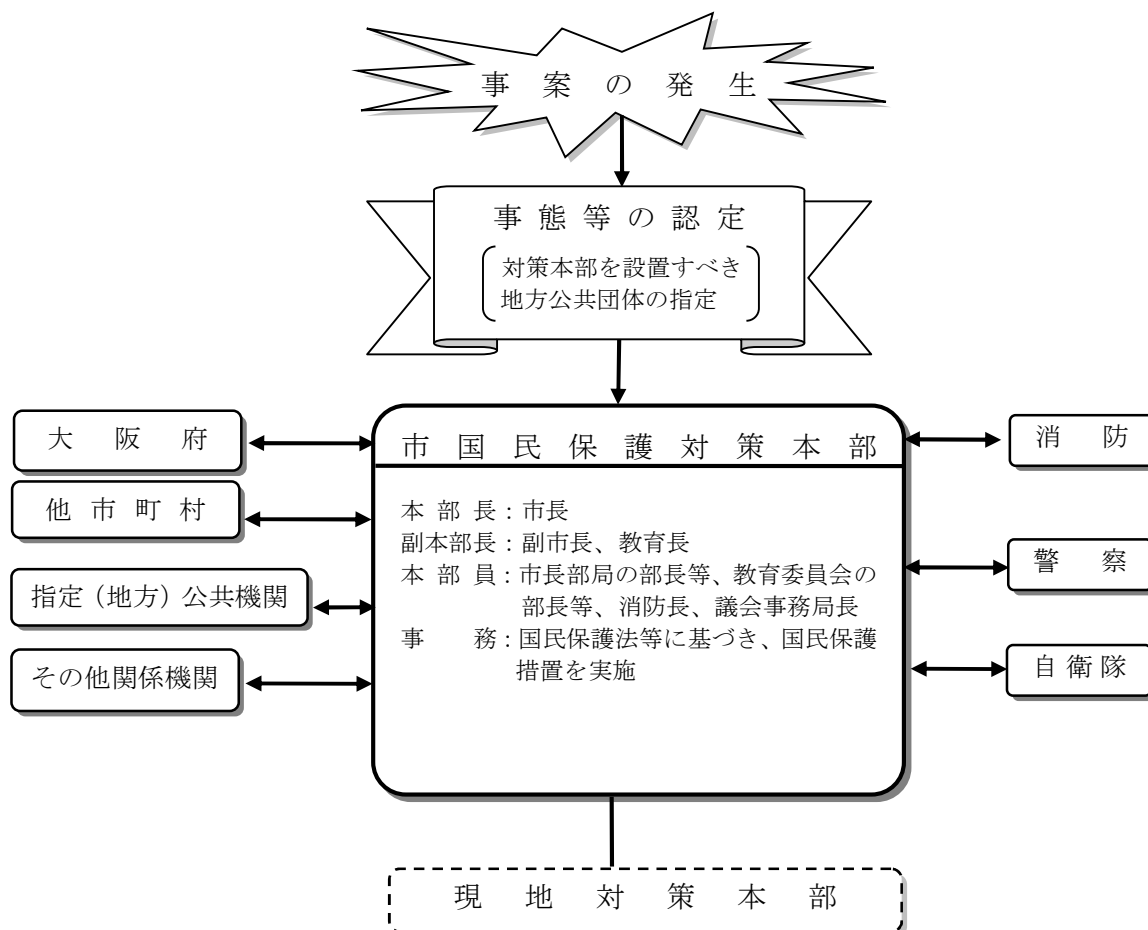 事案の発生
事態等の認定
対策本部を設置すべき
地方公共団体の指定
大阪府
他市町村
指定（地方）公共機関
その他関係機関
市国民保護対策本部
本部長：市長
副本部長：副市長、教育長
本部員：市長部局の部長等、教育委員会の
部長等、消防長、議会事務局長
事務：国民保護法等に基づき、国民保護
措置を実施
消防
警察
自衛隊
現地対策本部